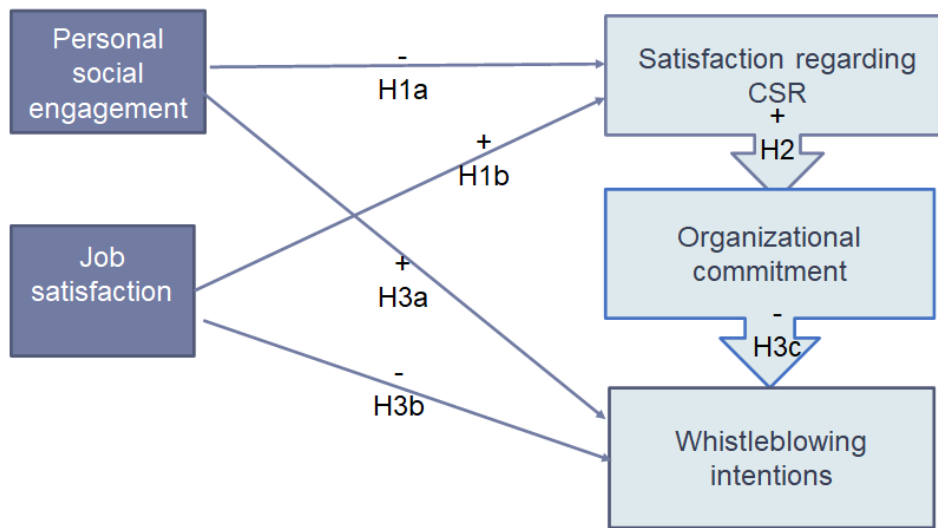 Personal
social
engagement
-
H1a
Satisfaction regarding
CSR
+
H2
+
H1b
Job
satisfaction
Organizational
commitment
+
H3a
-
H3c
-
H3b
Whistleblowing
intentions